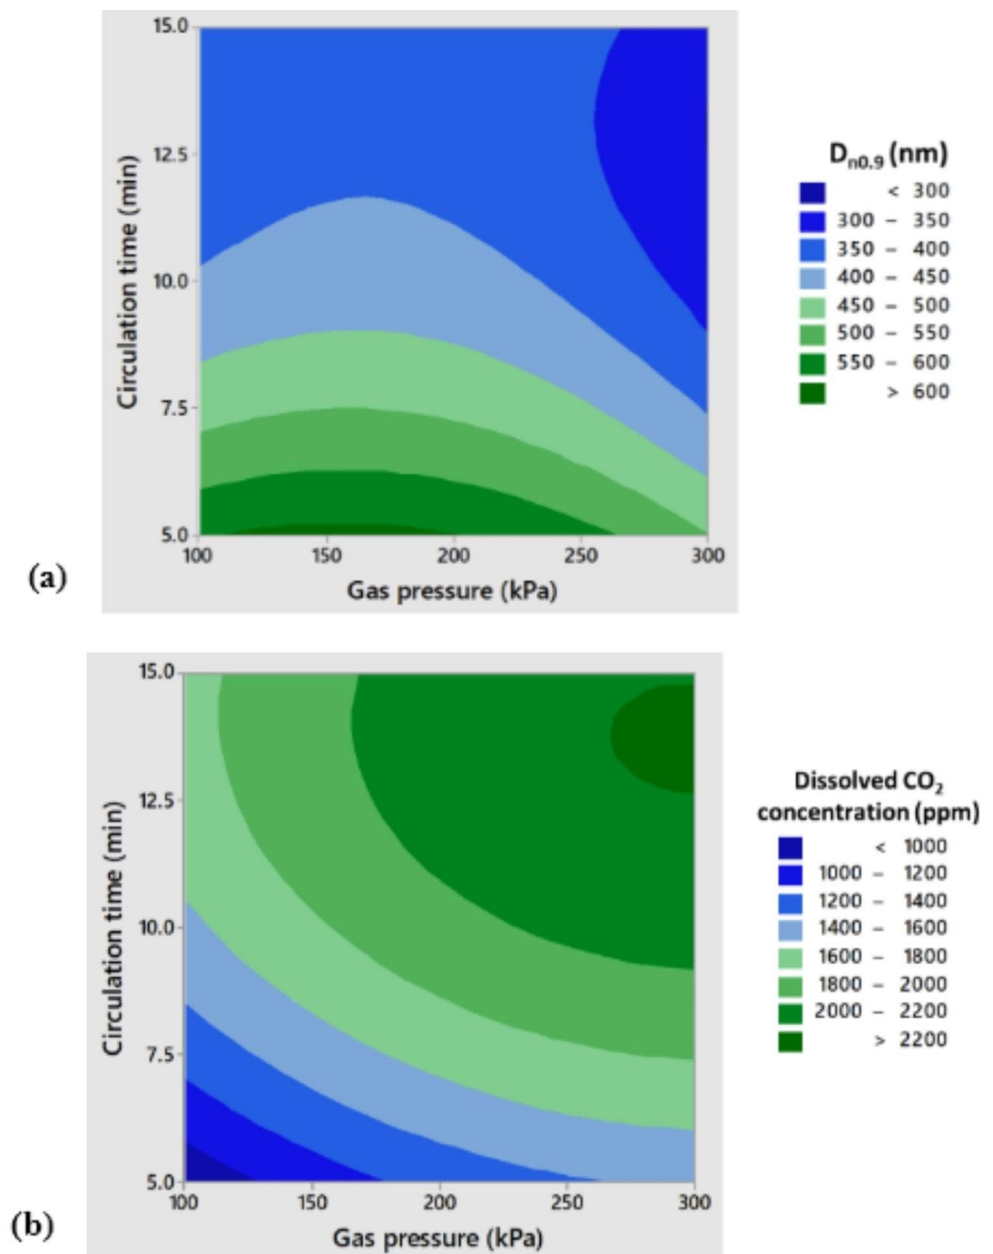 15.0
12.5
10.0
7.5
5.0
Circulation time (min)
100 150 200 250 300
Gas pressure (kPa)
Dn0.9 (nm)
< 300
300 – 350
350 – 400
400 – 450
450 – 500
500 – 550
550 – 600
> 600
(a)
15.0
12.5
10.0
7.5
5.0
Circulation time (min)
100 150 200 250 300
Gas pressure (kPa)
Dissolved CO2
concentration (ppm)
< 1000
1000 – 1200
1200 – 1400
1400 – 1600
1600 – 1800
1800 – 2000
2000 – 2200
> 2200
(b)